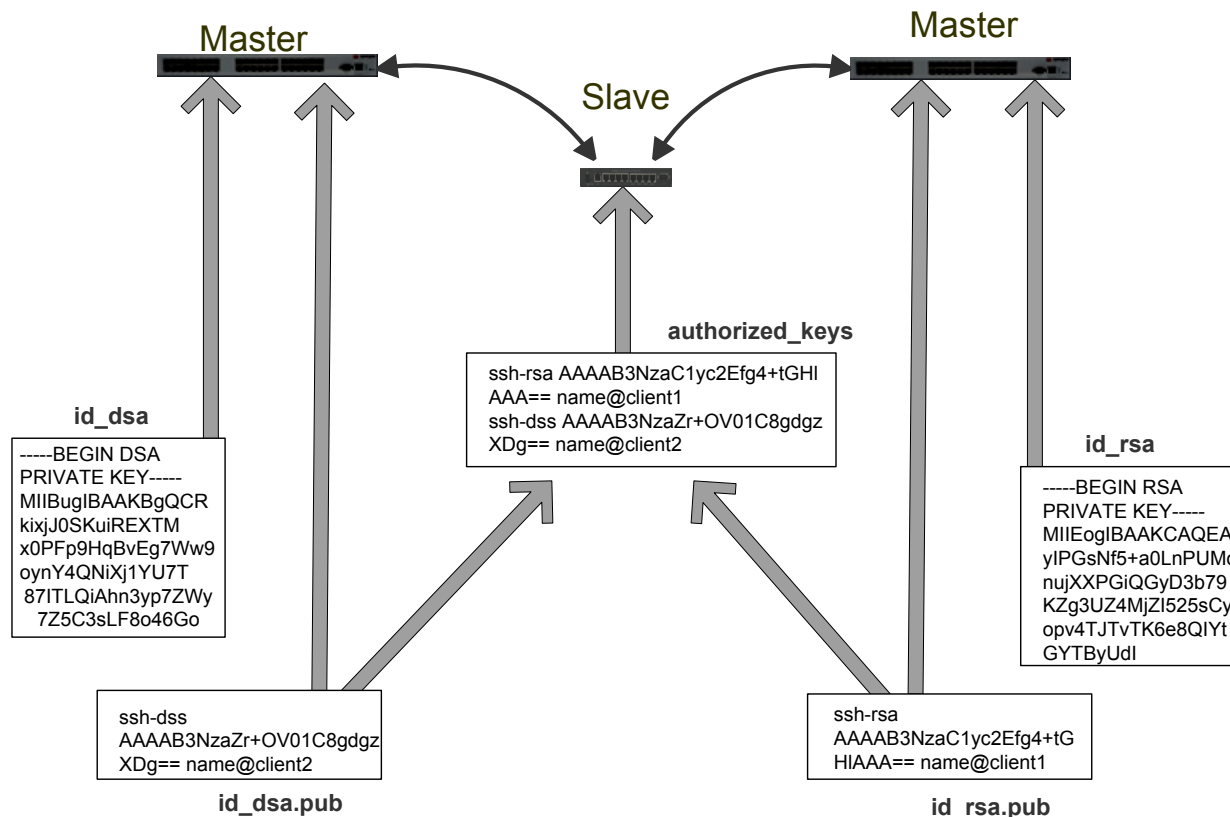 Master
Master
Slave
authorized_keys
ssh-rsa AAAAB3NzaC1yc2Efg4+tGHI
AAA== name@client1
ssh-dss AAAAB3NzaZr+OV01C8gdgz
XDg== name@client2
id_dsa
-----BEGIN DSA
PRIVATE KEY-----
MIIBugIBAAKBgQCR
kixjJ0SKuiREXTM
x0PFp9HqBvEg7Ww9
oynY4QNiXj1YU7T
87ITLQiAhn3yp7ZWy
7Z5C3sLF8o46Go
id_rsa
-----BEGIN RSA
PRIVATE KEY-----
MIIEogIBAAKCAQEA
yIPGsNf5+a0LnPUMc
nujXXPGiQGyD3b79
KZg3UZ4MjZI525sCy
opv4TJTvTK6e8QIYt
GYTByUdI
ssh-dss
AAAAB3NzaZr+OV01C8gdgz
XDg== name@client2
id_dsa.pub
ssh-rsa
AAAAB3NzaC1yc2Efg4+tG
HIAAA== name@client1
id_rsa.pub